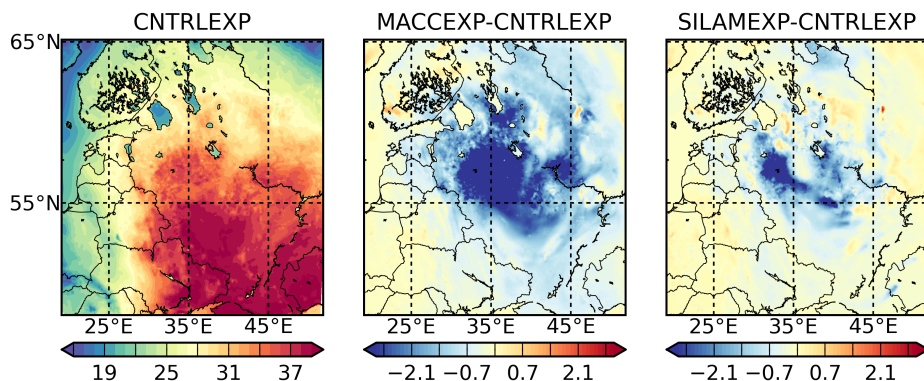 CNTRLEXP MACCEXP-CNTRLEXP SILAMEXP-CNTRLEXP
65°N
55°N
25°E 35°E 45°E 25°E 35°E 45°E 25°E 35°E 45°E
19 25 31 37 −2.1 −0.7 0.7 2.1 −2.1 −0.7 0.7 2.1